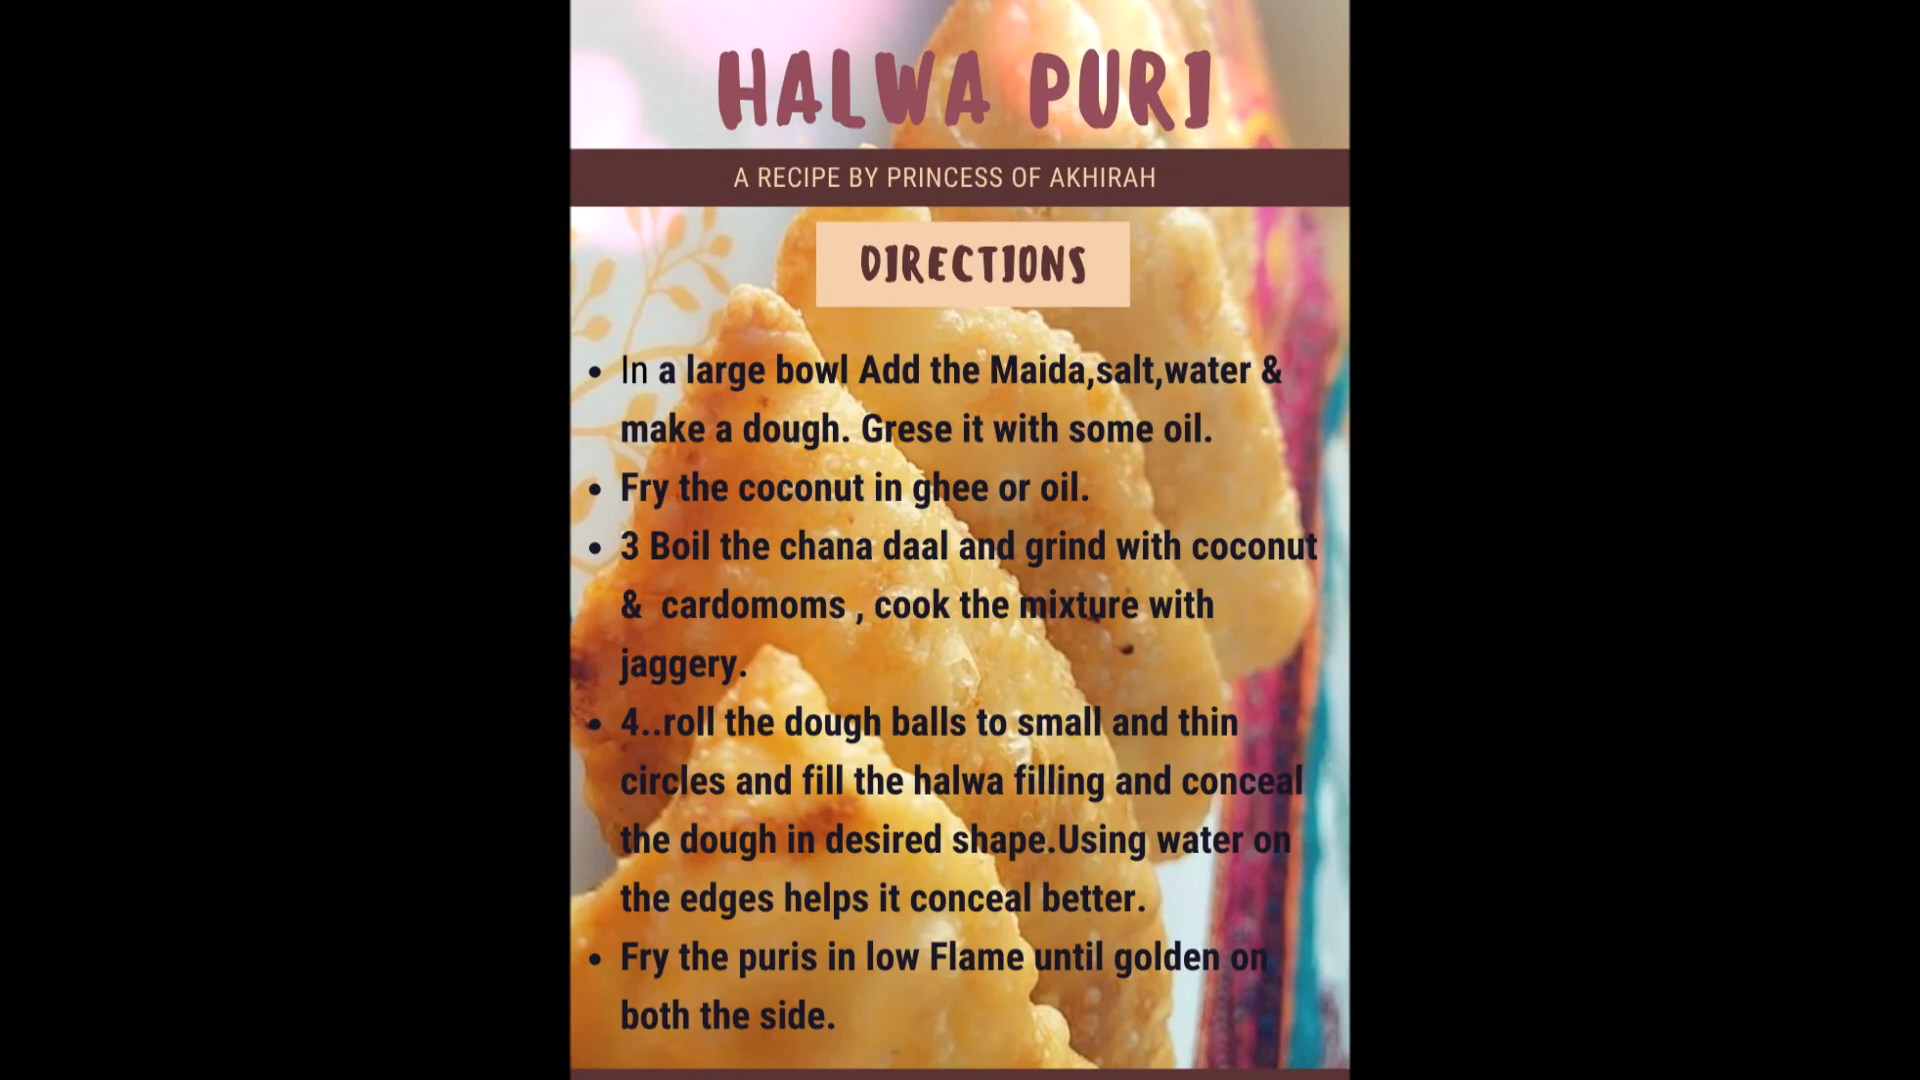 HALWA PURI
A RECIPE BY PRINCESS OF AKHIRAH
DIRECTIONS
• In a large bowl Add the Maida,salt,water &
make a dough. Grese it with some oil.
• Fry the coconut in ghee or oil.
• 3 Boil the chana daal and grind with coconut
& cardomoms , cook the mixture with
jaggery.
• 4..roll the dough balls to small and thin
circles and fill the halwa filling and conceal
the dough in desired shape.Using water on
the edges helps it conceal better.
• Fry the puris in low Flame until golden on
both the side.